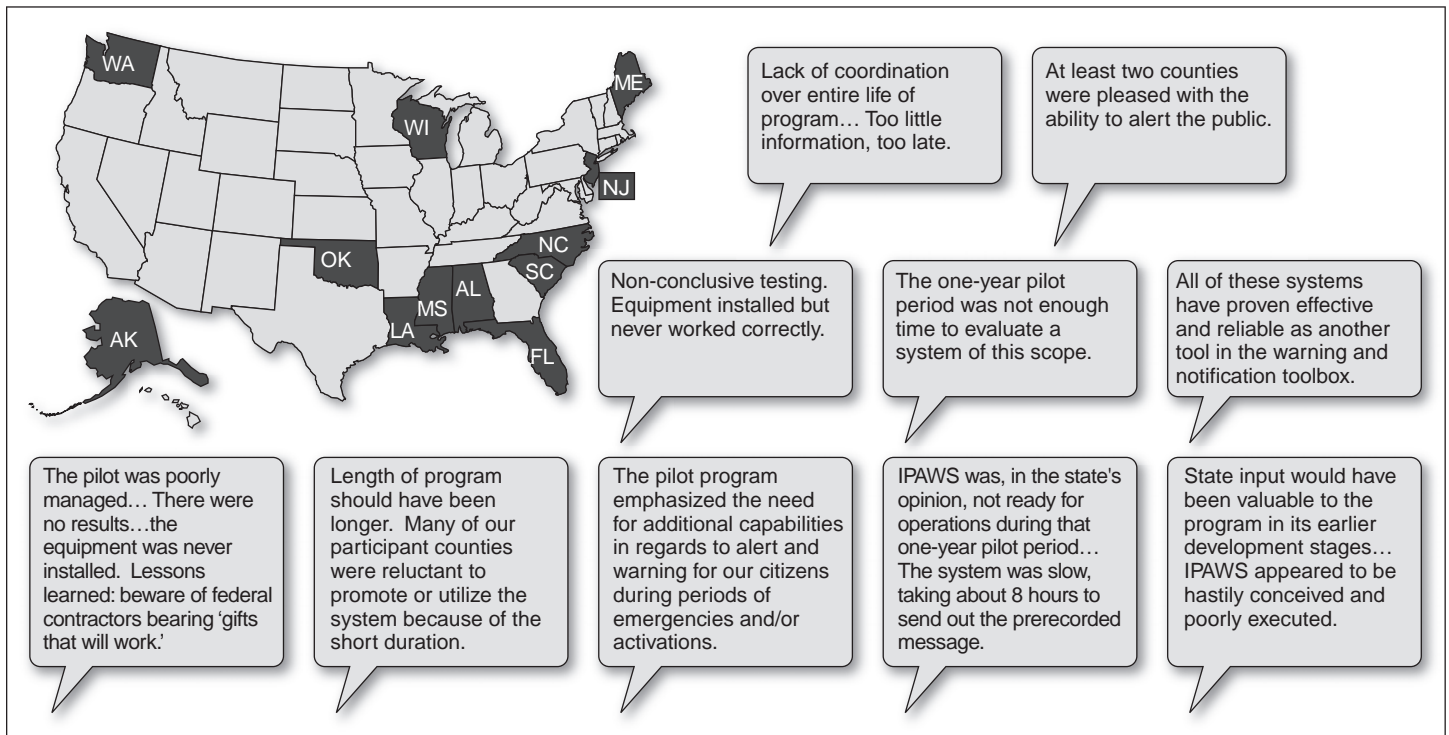 WA
ME
WI
NJ
OK
NC
SC
MS
AL
LA
AK
FL
Lack of coordination
over entire life of
program… Too little
information, too late.
At least two counties
were pleased with the
ability to alert the public.
Non-conclusive testing.
Equipment installed but
never worked correctly.
The one-year pilot
period was not enough
time to evaluate a
system of this scope.
All of these systems
have proven effective
and reliable as another
tool in the warning and
notification toolbox.
The pilot was poorly
managed… There were
no results…the
equipment was never
installed. Lessons
learned: beware of federal
contractors bearing ‘gifts
that will work.’
Length of program
should have been
longer. Many of our
participant counties
were reluctant to
promote or utilize the
system because of the
short duration.
The pilot program
emphasized the need
for additional capabilities
in regards to alert and
warning for our citizens
during periods of
emergencies and/or
activations.
IPAWS was, in the state's
opinion, not ready for
operations during that
one-year pilot period…
The system was slow,
taking about 8 hours to
send out the prerecorded
message.
State input would have
been valuable to the
program in its earlier
development stages…
IPAWS appeared to be
hastily conceived and
poorly executed.